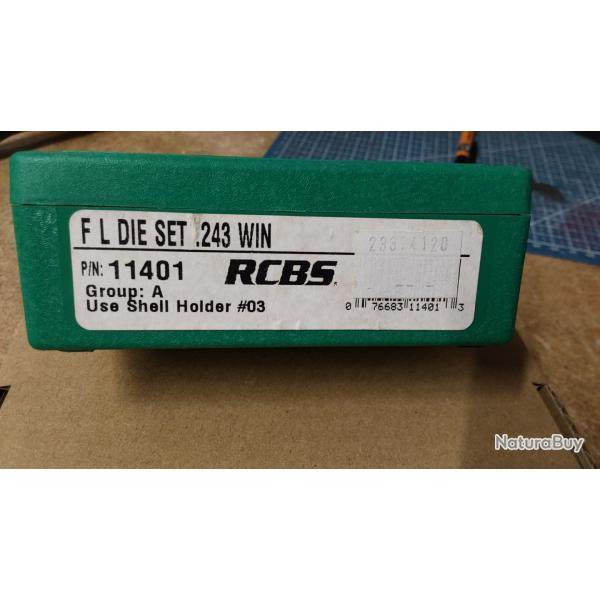 F L DIE SET .243 WIN
P/N: 11401 RCBS.
Group: A
Use Shell Holder #03
0 76683 11401 3
NaturaBuy